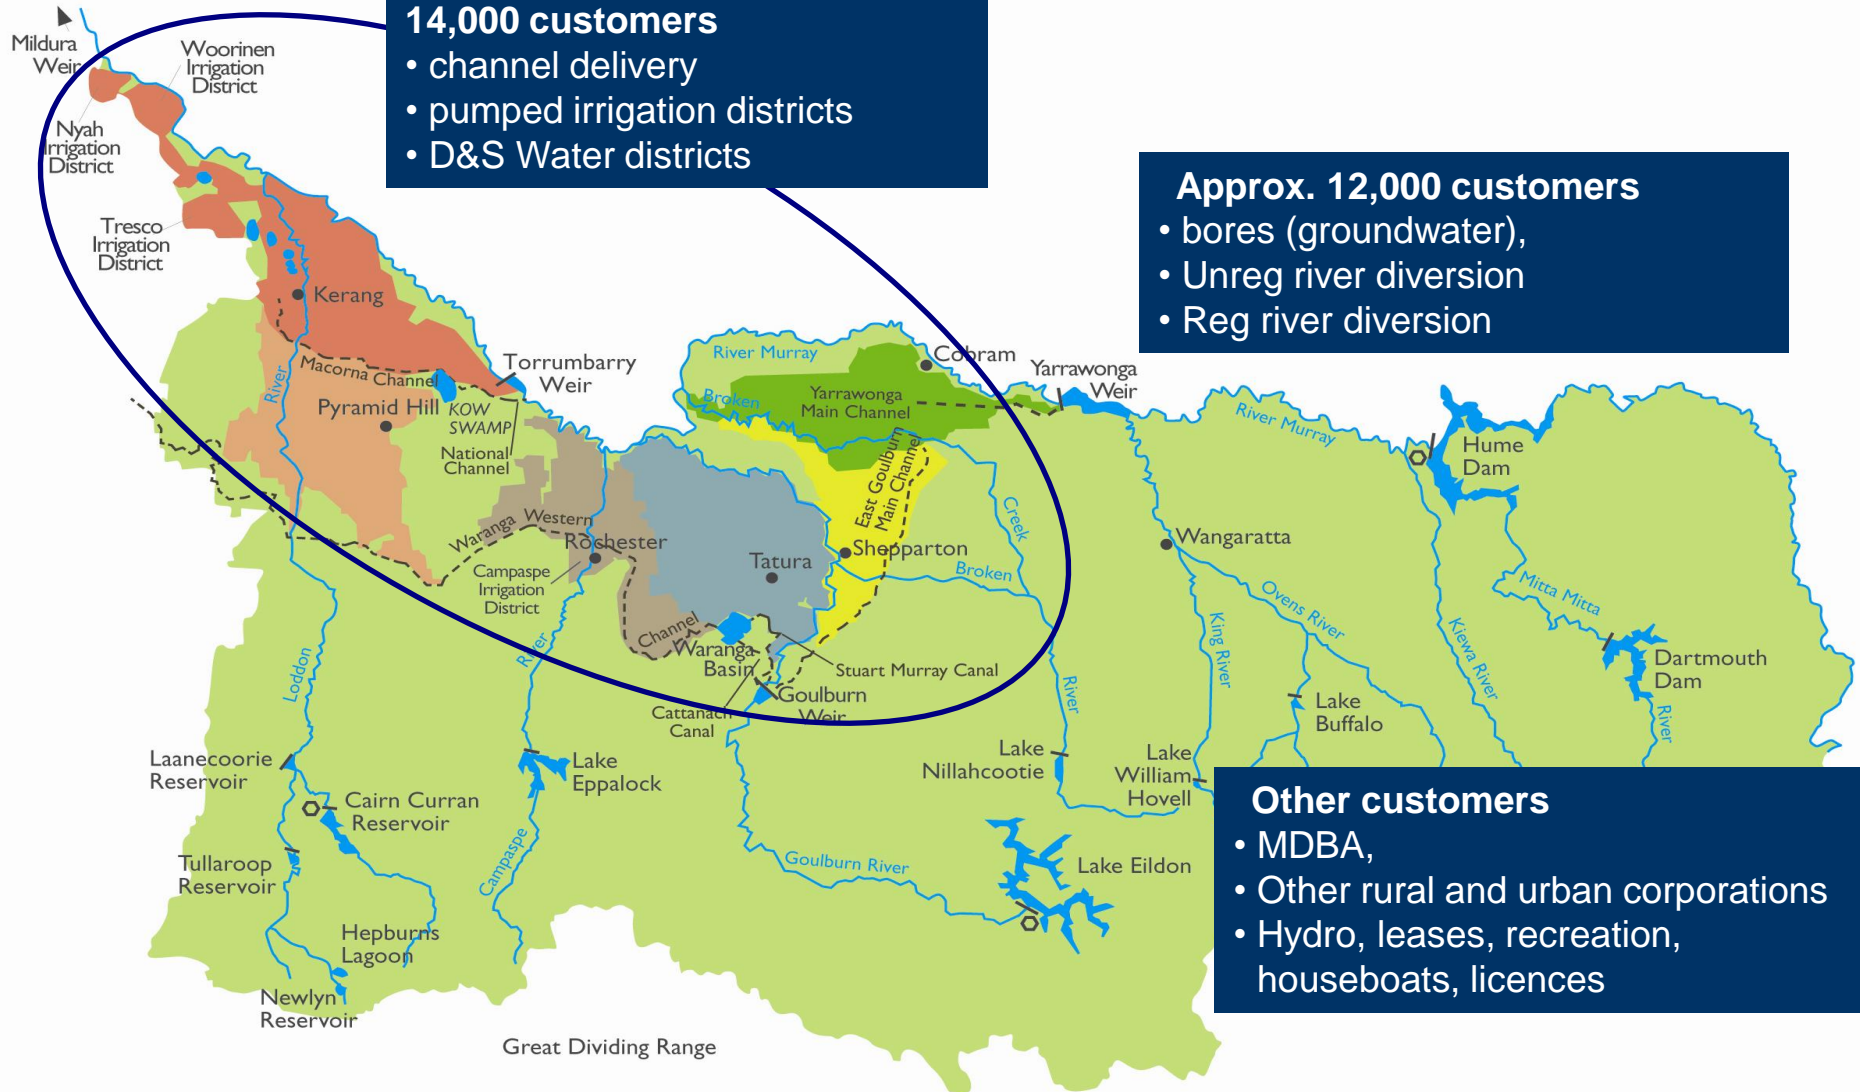 14,000 customers
• channel delivery
• pumped irrigation districts
• D&S Water districts
Approx. 12,000 customers
• bores (groundwater),
• Unreg river diversion
• Reg river diversion
Mildura
Weir
Woorinen
Irrigation
District
Nyah
Irrigation
District
Tresco
Irrigation
District
Kerang
Macorna Channel
Torrumbarry
Weir
River
Pyramid Hill
KOW
SWAMP
National
Channel
River Murray
Cobram
Yarrawonga
Weir
Yarrawonga
Main Channel
Broken
East Goulburn
Main Channel
River Murray
Hume
Dam
Creek
Waranga Western
Rochester
Campaspe
Irrigation
District
Tatura
Shepparton
Broken
Wangaratta
Mitta Mitta
Ovens River
King River
Kiewa River
Channel
Waranga
Basin
Stuart Murray Canal
Goulburn
Weir
Cattanach
Canal
River
Loddon
River
Dartmouth
Dam
River
Lake
Buffalo
Laanecoorie
Reservoir
Lake
Eppalock
Lake
Nillahcootie
Lake
William
Hovell
Cairn Curran
Reservoir
Tullaroop
Reservoir
Campaspe
Goulburn River
Lake Eildon
Hepburns
Lagoon
Newlyn
Reservoir
Great Dividing Range
Other customers
• MDBA,
• Other rural and urban corporations
• Hydro, leases, recreation,
houseboats, licences